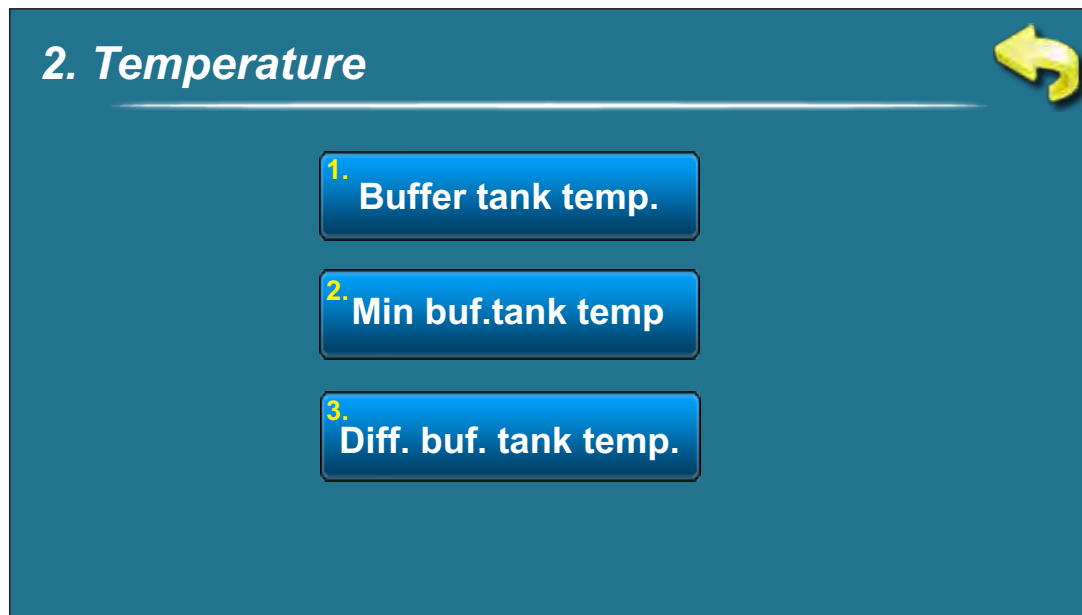 2. Temperature
1.
Buffer tank temp.
2.
Min buf.tank temp
3.
Diff. buf. tank temp.